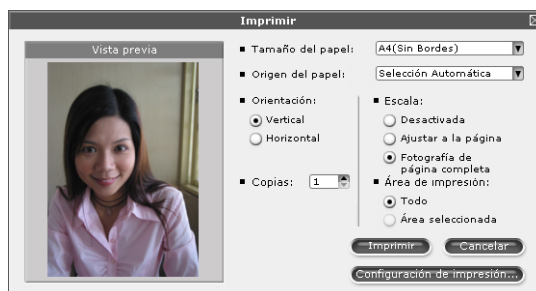 Imprimir
Vista previa
Tamaño del papel: A4(Sin Bordes)
Origen del papel: Selección Automática
Orientación:
Vertical
Horizontal
Copias: 1
Escala:
Desactivada
Ajustar a la página
Fotografía de
página completa
Área de impresión:
Todo
Área seleccionada
Imprimir Cancelar
Configuración de impresión...